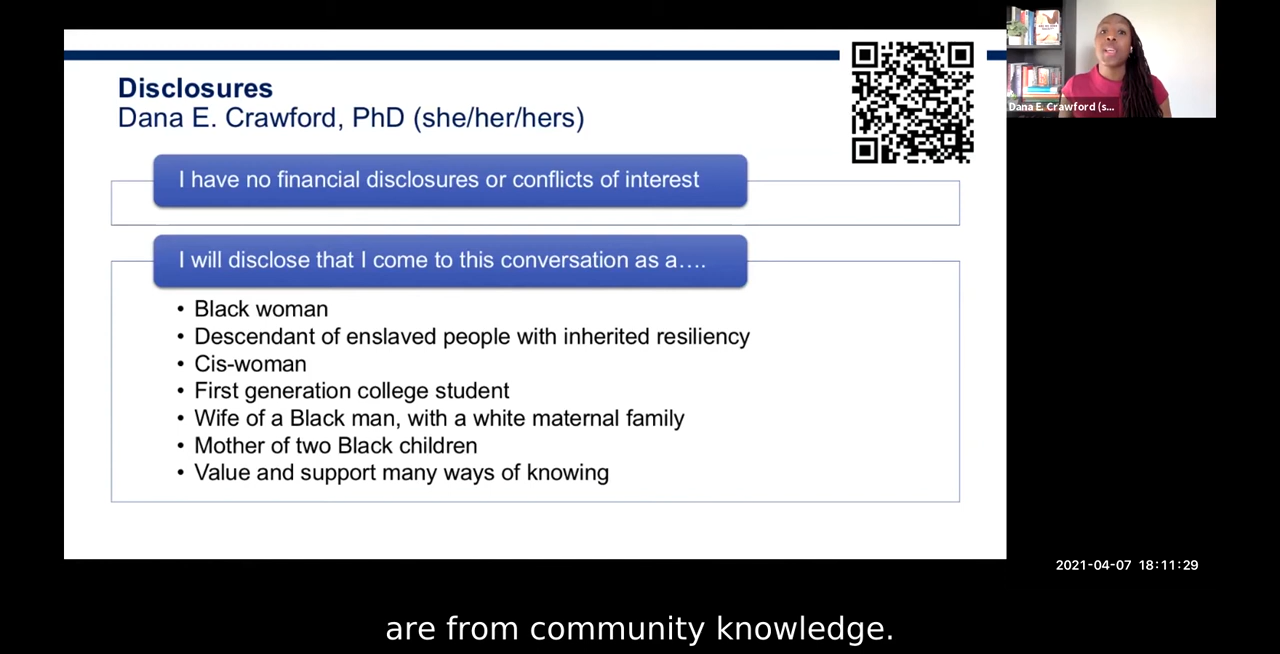 Disclosures
Dana E. Crawford, PhD (she/her/hers)
Dana E. Crawford (s...
I have no financial disclosures or conflicts of interest
I will disclose that I come to this conversation as a….
• Black woman
• Descendant of enslaved people with inherited resiliency
• Cis-woman
• First generation college student
• Wife of a Black man, with a white maternal family
• Mother of two Black children
• Value and support many ways of knowing
2021-04-07 18:11:29
are from community knowledge.